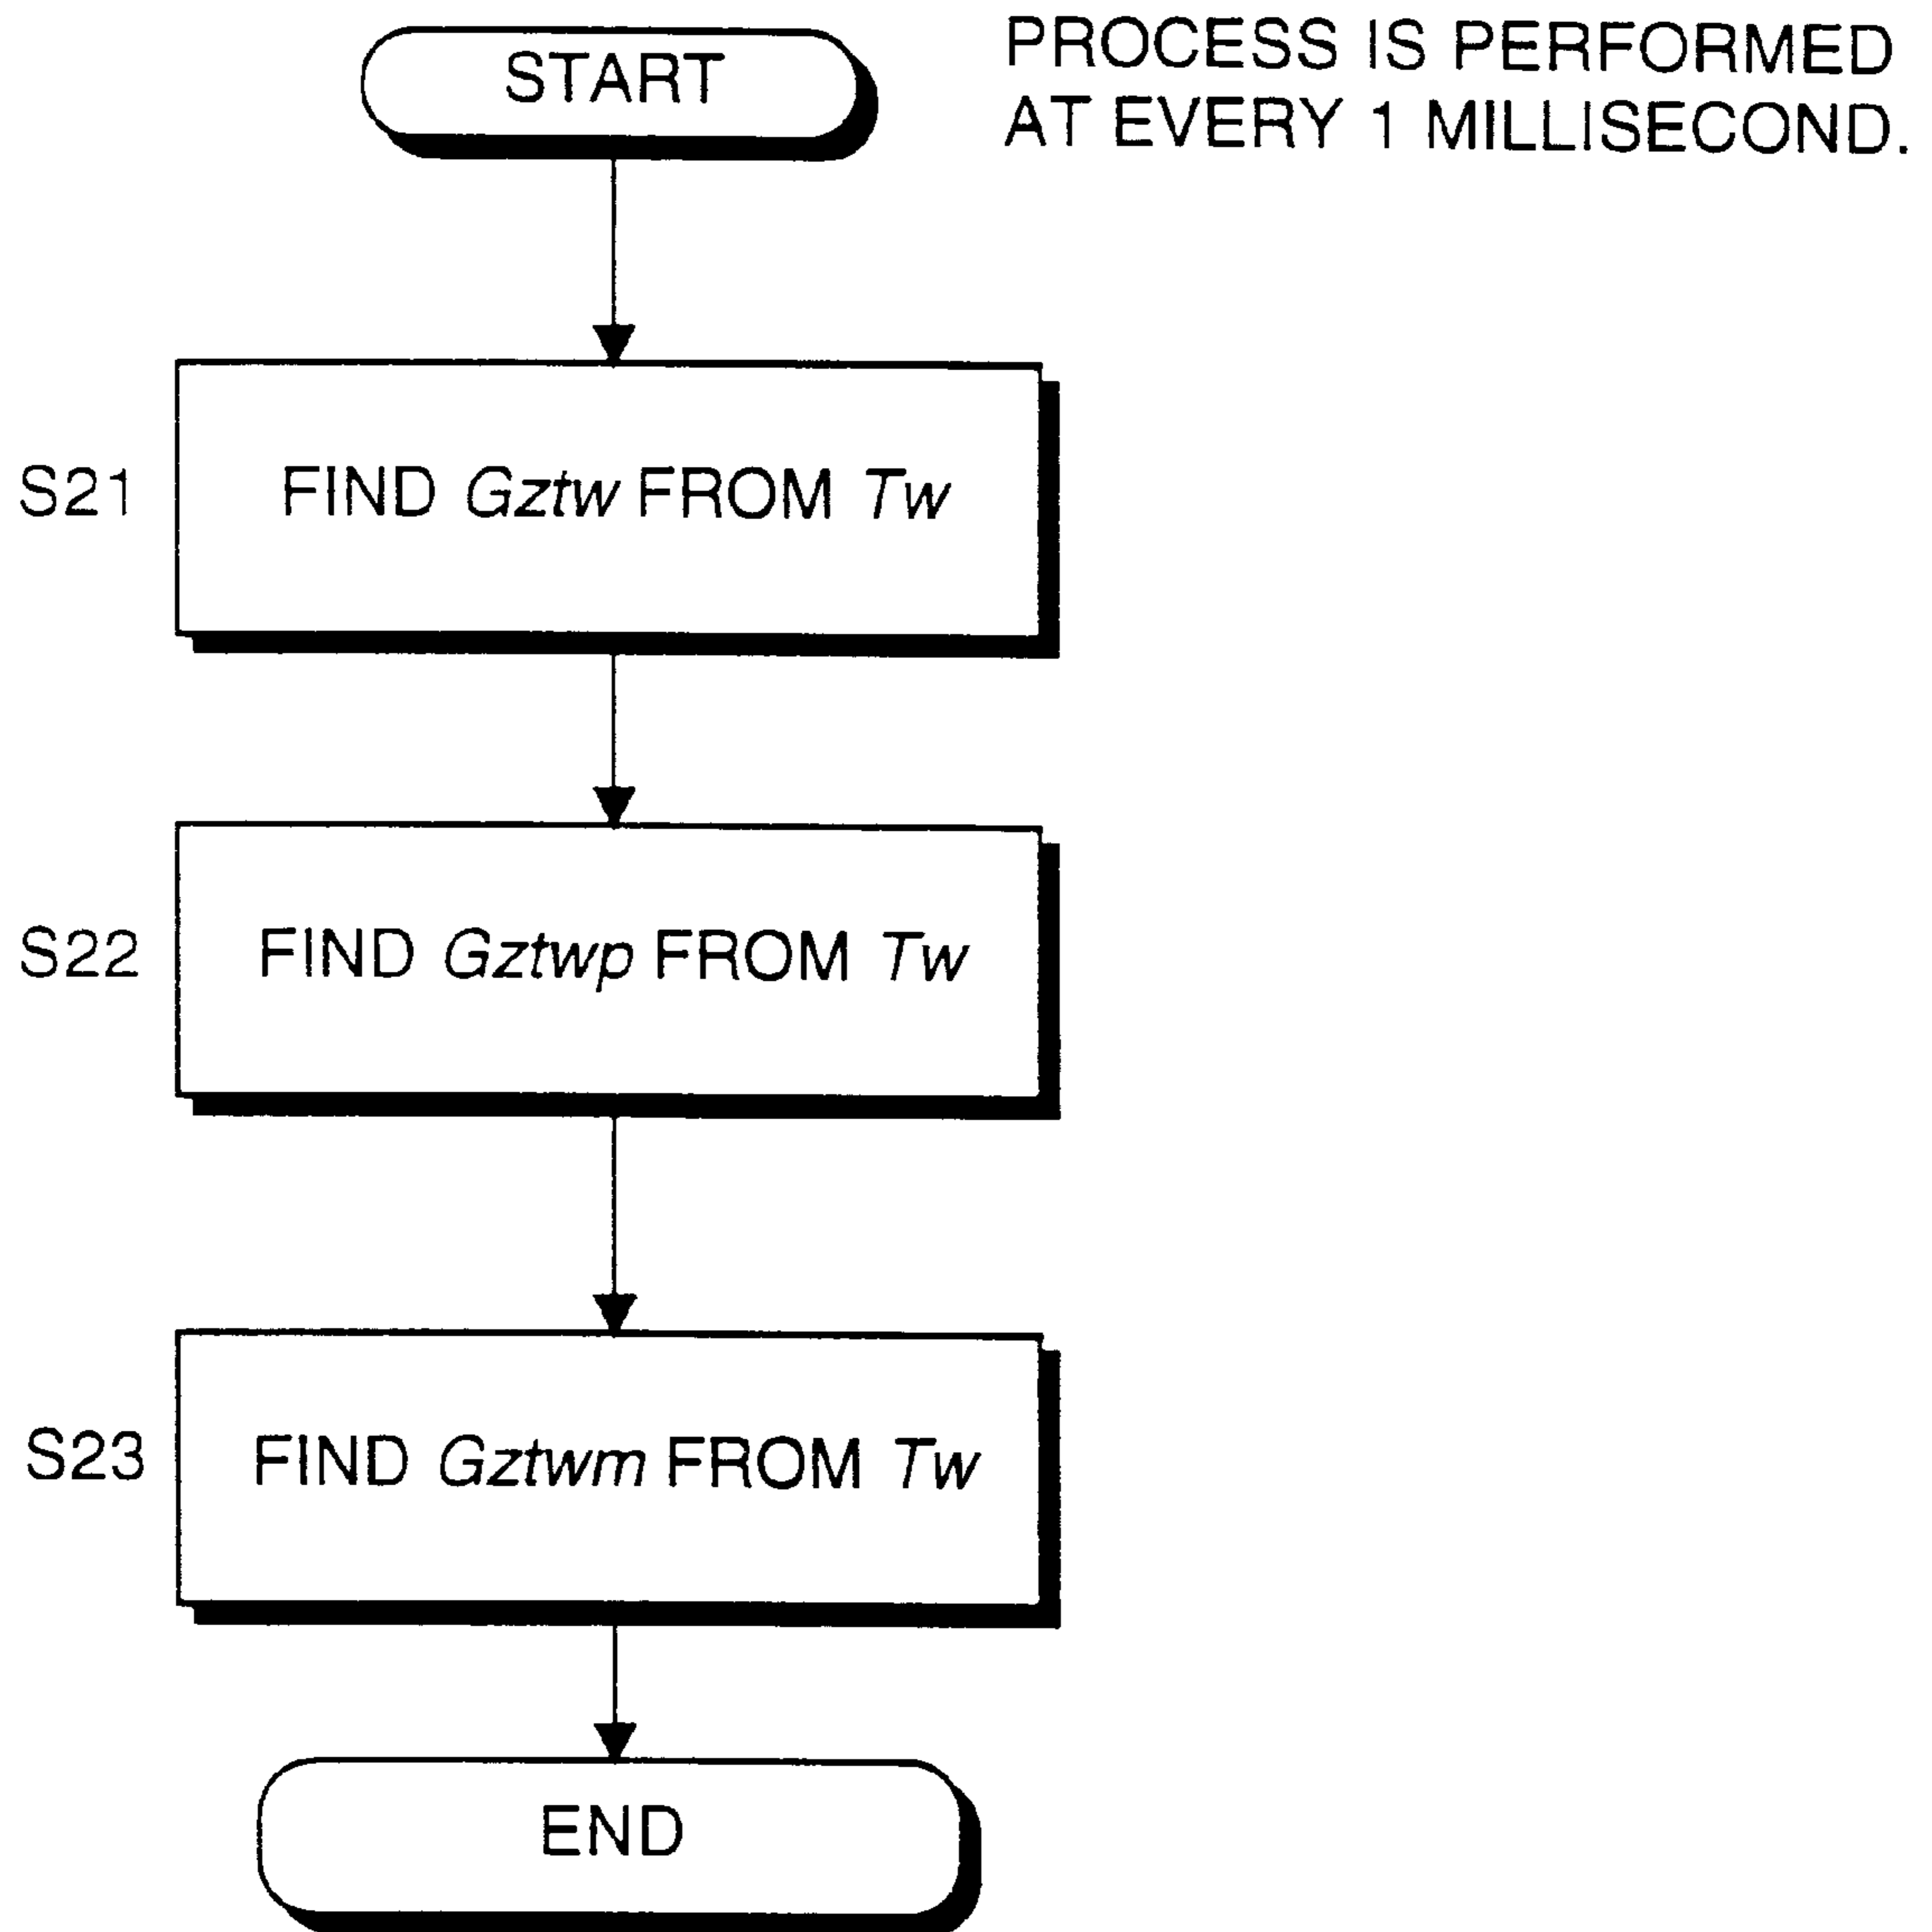 START
PROCESS IS PERFORMED
AT EVERY 1 MILLISECOND.
S21
FIND Gztw FROM Tw
S22
FIND Gztwp FROM Tw
S23
FIND Gztwm FROM Tw
END